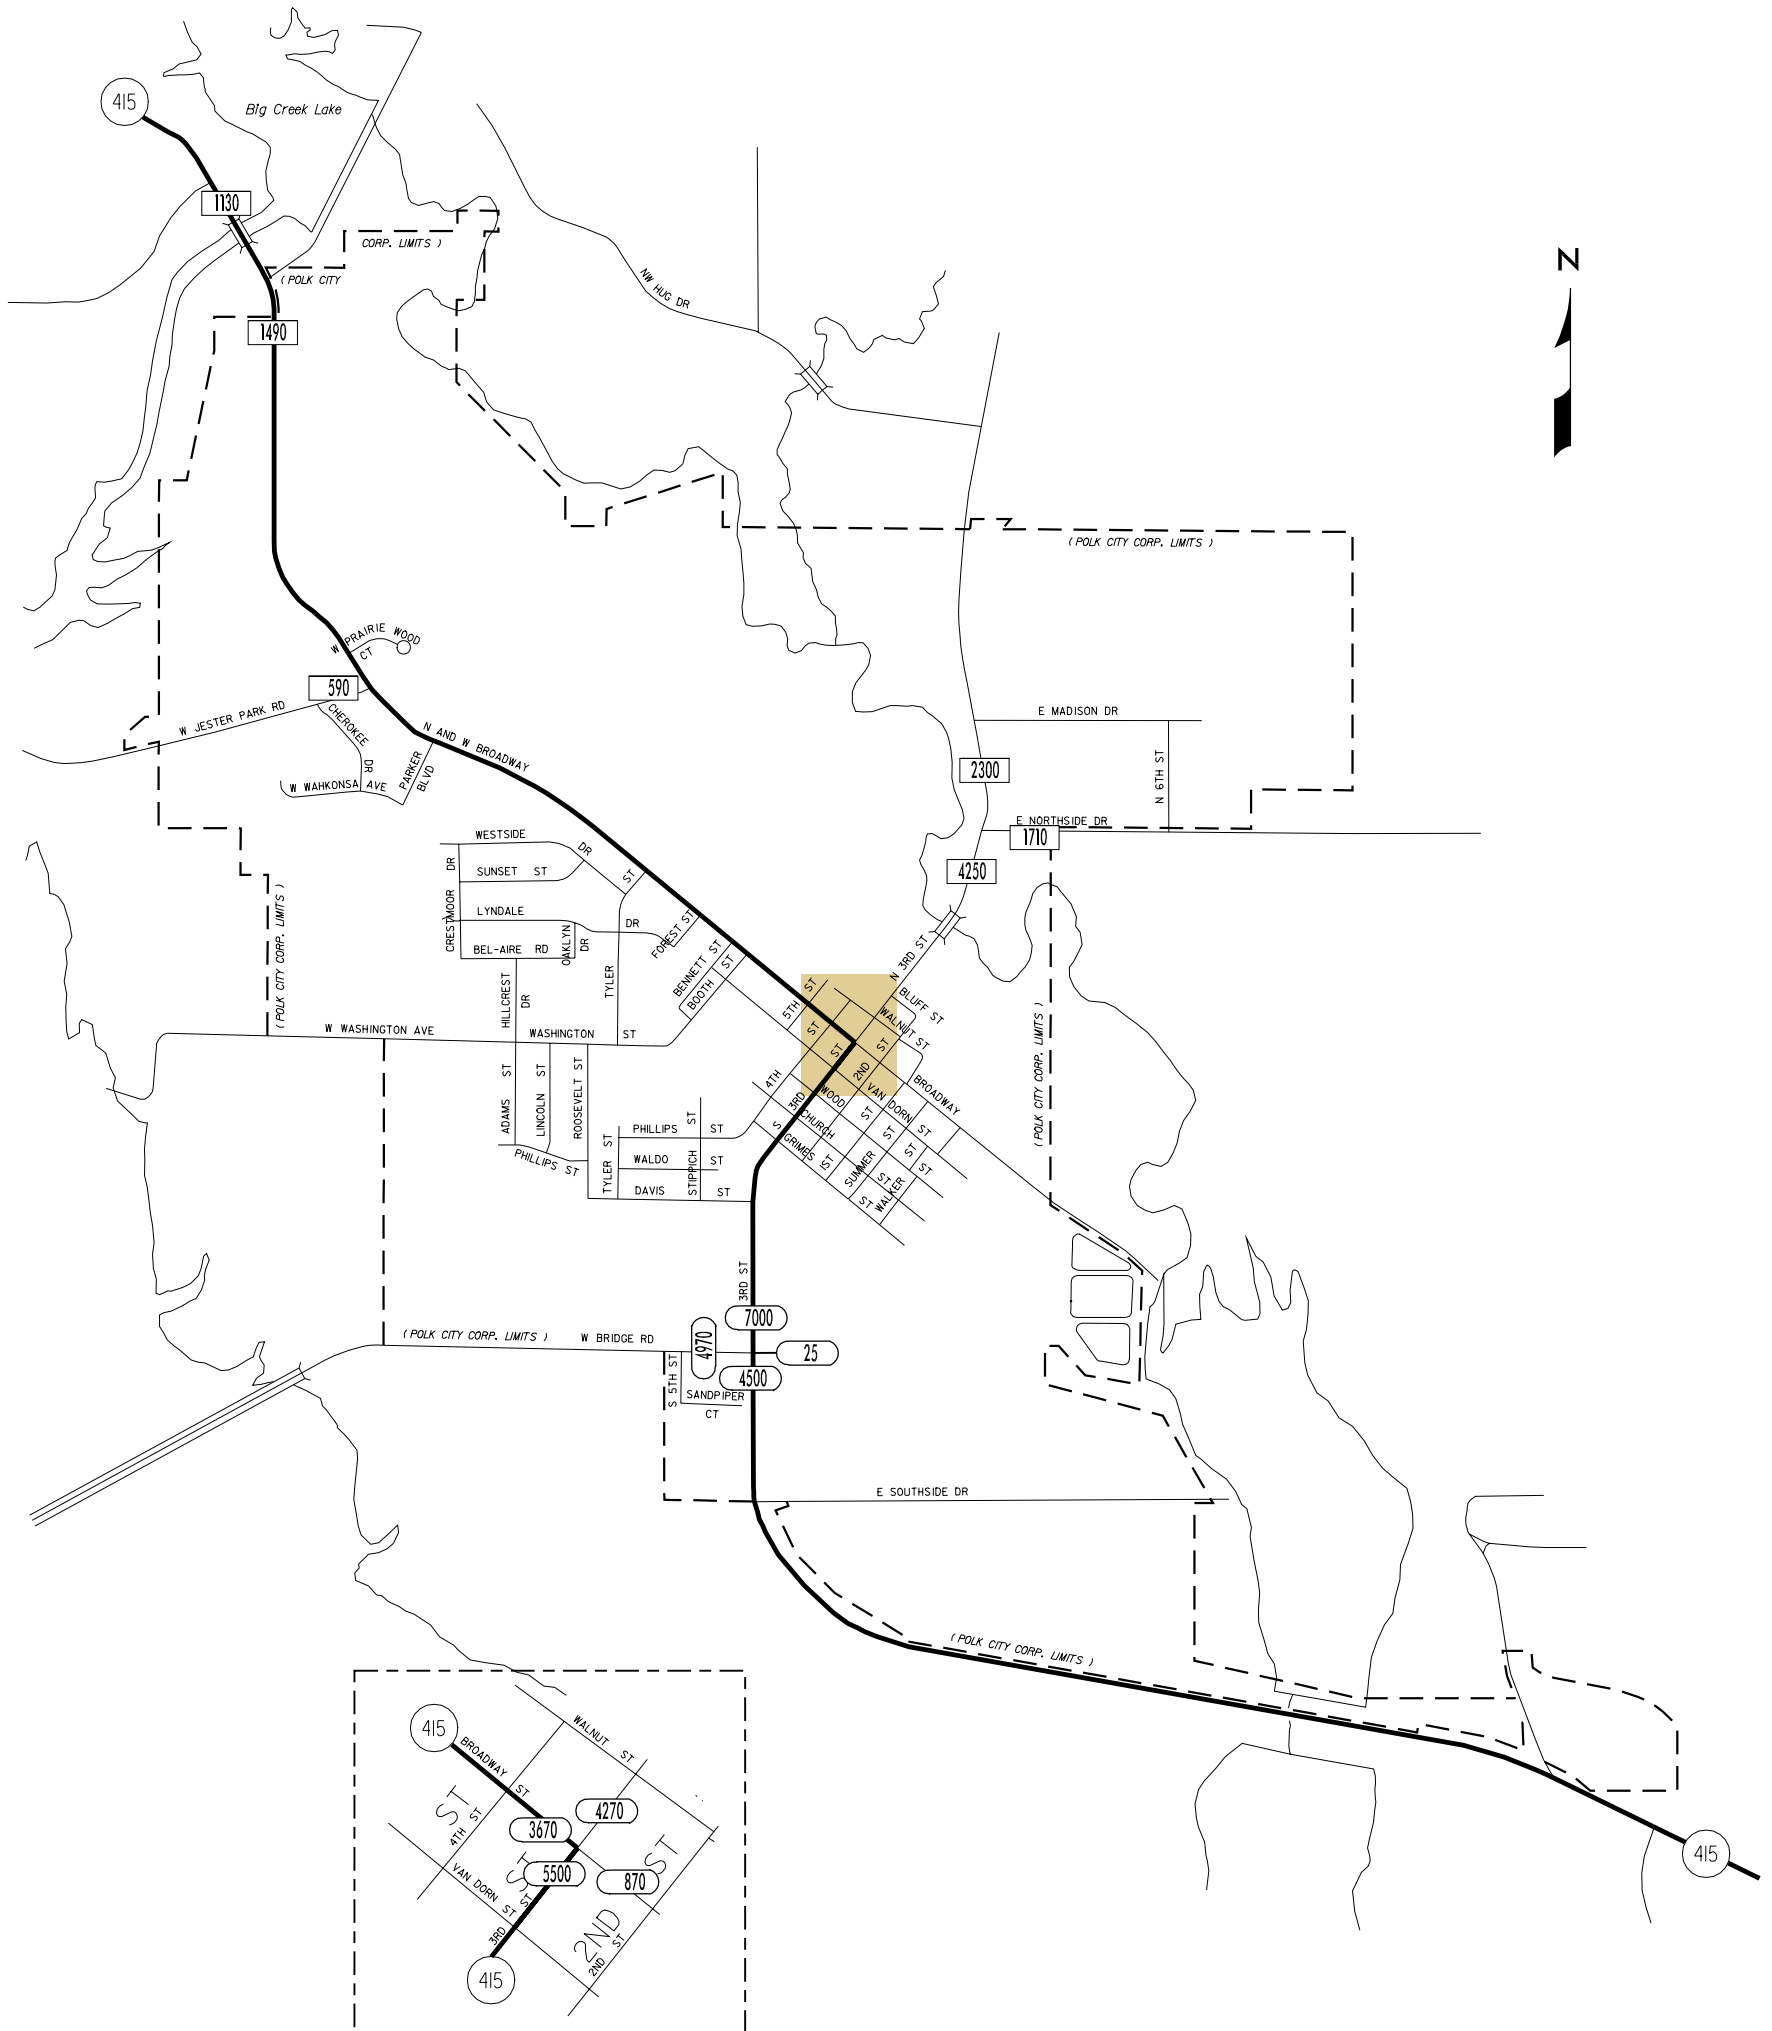 415
Big Creek Lake
1130
CORP. LIMITS )
( POLK CITY
N
NW HUG DR
1490
( POLK CITY CORP. LIMITS )
W PRAIRIE WOOD
CT
590
W JESTER PARK RD
CHEROKEE
DR
N AND W BROADWAY
PARKER
BLVD
W WAHKONSA AVE
E MADISON DR
N 6TH ST
2300
E NORTHSIDE DR
1710
4250
WESTSIDE
DR
SUNSET ST
ST
CRESTMOOR DR
LYNDALE
DR
BEL-AIRE RD
OAKLYN
DR
FOREST ST
BENNETT ST
BOOTH ST
TYLER
HILLCREST
DR
( POLK CITY CORP. LIMITS )
W WASHINGTON AVE
WASHINGTON ST
N 3RD ST
BLUFF ST
WALNUT ST
5TH ST
ST
ST
2ND ST
BROADWAY
( POLK CITY CORP. LIMITS )
4TH
3RD
WOOD
VAN DORN ST
CHURCH
S GRIMES
ST
ST
ST
ST
ST
ST
1ST
SUMMER
WALKER
ADAMS ST
LINCOLN ST
ROOSEVELT ST
PHILLIPS ST
PHILLIPS ST
WALDO ST
TYLER ST
STIPPICH ST
DAVIS ST
3RD ST
7000
( POLK CITY CORP. LIMITS )
W BRIDGE RD
4970
25
4500
S 5TH ST
SANDPIPER
CT
E SOUTHSIDE DR
( POLK CITY CORP. LIMITS )
415
415
WALNUT ST
BROADWAY ST
ST
4TH ST
4270
3670
ST
5500
ST
870
VAN DORN ST
3RD ST
2ND
2ND ST
415